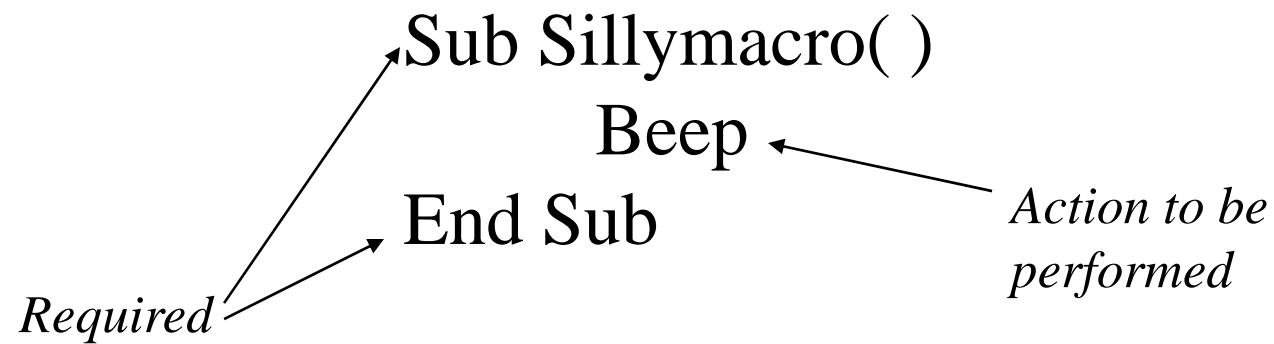 Sub Sillymacro( )
Beep
End Sub
Action to be
performed
Required